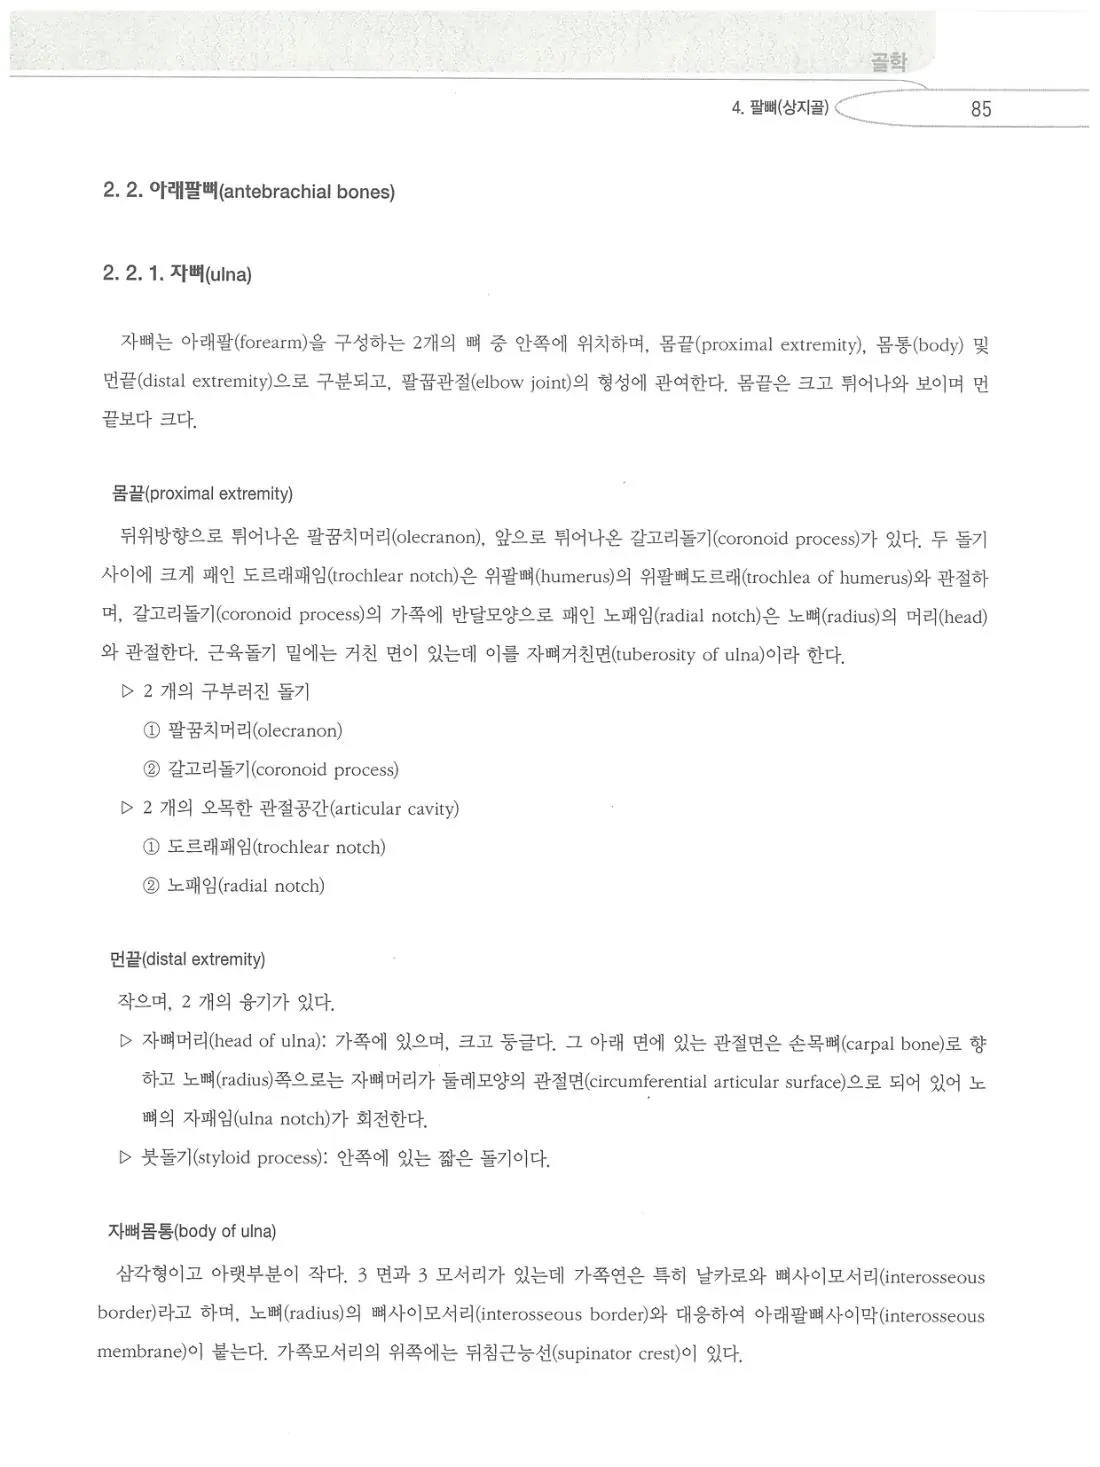 골학
4. 팔뼈(상지골)
85
2. 2. 아래팔뼈(antebrachial bones)
2. 2. 1. 자뼈(ulna)
자뼈는 아래팔(forearm)을 구성하는 2개의 뼈 중 안쪽에 위치하며, 몸끝(proximal extremity), 몸통(body) 및
먼끝(distal extremity)으로 구분되고, 팔꿉관절(elbow joint)의 형성에 관여한다. 몸끝은 크고 튀어나와 보이며 먼
끝보다 크다.
몸끝(proximal extremity)
뒤위방향으로 튀어나온 팔꿈치머리(olecranon), 앞으로 튀어나온 갈고리돌기(coronoid process)가 있다. 두 돌기
사이에 크게 패인 도르래패임(trochlear notch)은 위팔뼈(humerus)의 위팔뼈도르래(trochlea of humerus)와 관절하
며, 갈고리돌기(coronoid process)의 가쪽에 반달모양으로 패인 노패임(radial notch)은 노뼈(radius)의 머리(head)
와 관절한다. 근육돌기 밑에는 거친 면이 있는데 이를 자뼈거친면(tuberosity of ulna)이라 한다.
▷ 2 개의 구부러진 돌기
① 팔꿈치머리(olecranon)
② 갈고리돌기(coronoid process)
▷ 2 개의 오목한 관절공간(articular cavity)
① 도르래패임(trochlear notch)
② 노패임(radial notch)
먼끝(distal extremity)
작으며, 2 개의 융기가 있다.
▷ 자뼈머리(head of ulna): 가쪽에 있으며, 크고 둥글다. 그 아래 면에 있는 관절면은 손목뼈(carpal bone)로 향
하고 노뼈(radius)쪽으로는 자뼈머리가 둘레모양의 관절면(circumferential articular surface)으로 되어 있어 노
뼈의 자패임(ulna notch)가 회전한다.
▷ 붓돌기(styloid process): 안쪽에 있는 짧은 돌기이다.
자뼈몸통(body of ulna)
삼각형이고 아랫부분이 작다. 3 면과 3 모서리가 있는데 가쪽연은 특히 날카로와 뼈사이모서리(interosseous
border)라고 하며, 노뼈(radius)의 뼈사이모서리(interosseous border)와 대응하여 아래팔뼈사이막(interosseous
membrane)이 붙는다. 가쪽모서리의 위쪽에는 뒤침근능선(supinator crest)이 있다.